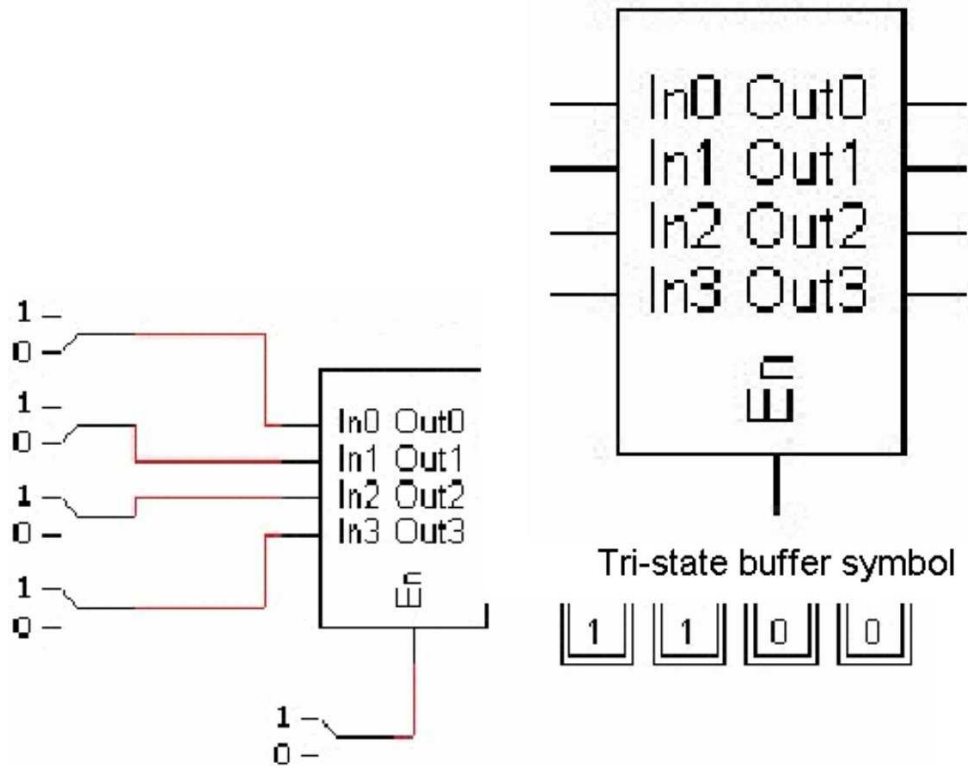 In0 Out0
In1 Out1
In2 Out2
In3 Out3
En
Tri-state buffer symbol
1
0
1
0
1
0
1
0
In0 Out0
In1 Out1
In2 Out2
In3 Out3
En
1
0
1 1 0 0